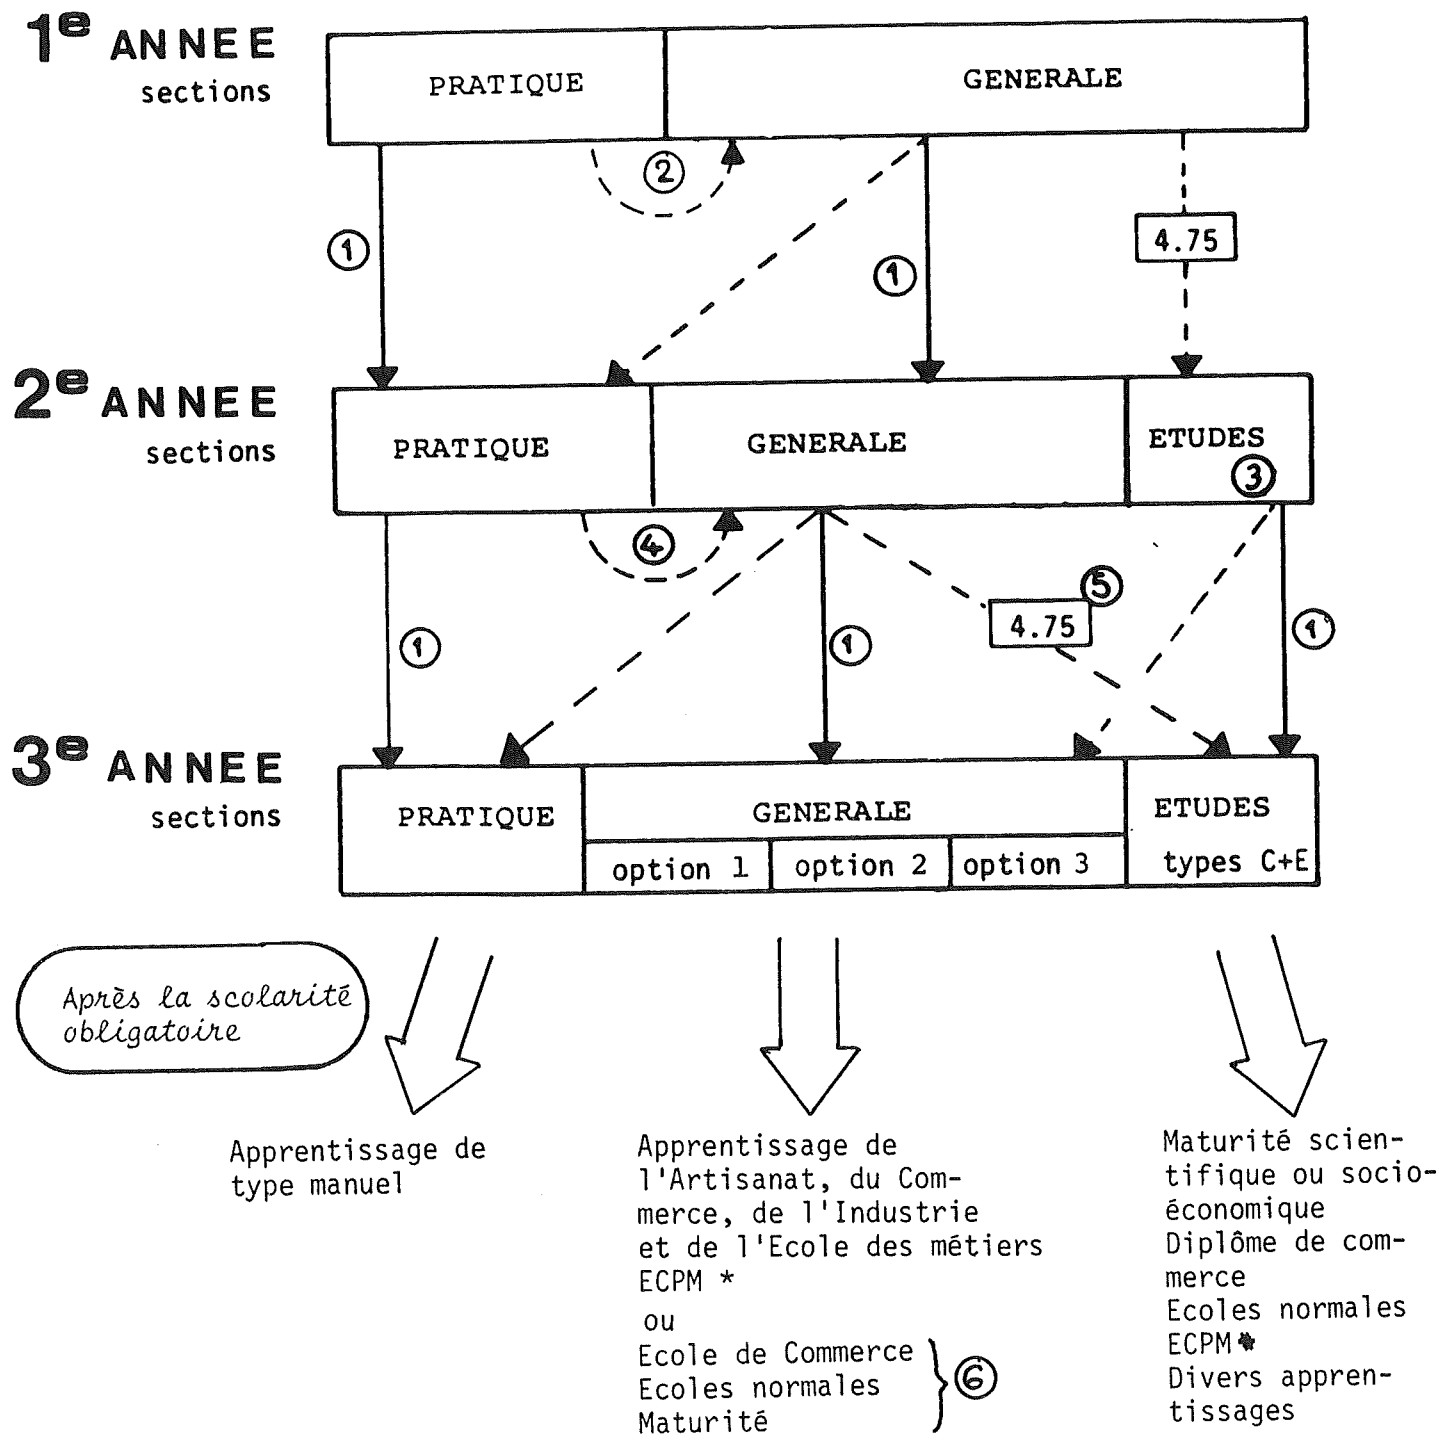 1e ANNEE
sections
PRATIQUE
GENERALE
2
1
1
4.75
2e ANNEE
sections
PRATIQUE
GENERALE
ETUDES
3
4
5
4.75
1
1
1
3e ANNEE
sections
PRATIQUE
GENERALE
ETUDES
option 1
option 2
option 3
types C+E
Après la scolarité
obligatoire
Apprentissage de
type manuel
Apprentissage de
l'Artisanat, du Com-
merce, de l'Industrie
et de l'Ecole des métiers
ECPM *
ou
Ecole de Commerce
Ecoles normales
Maturité
6
Maturité scien-
tifique ou socio-
économique
Diplôme de com-
merce
Ecoles normales
ECPM *
Divers appren-
tissages